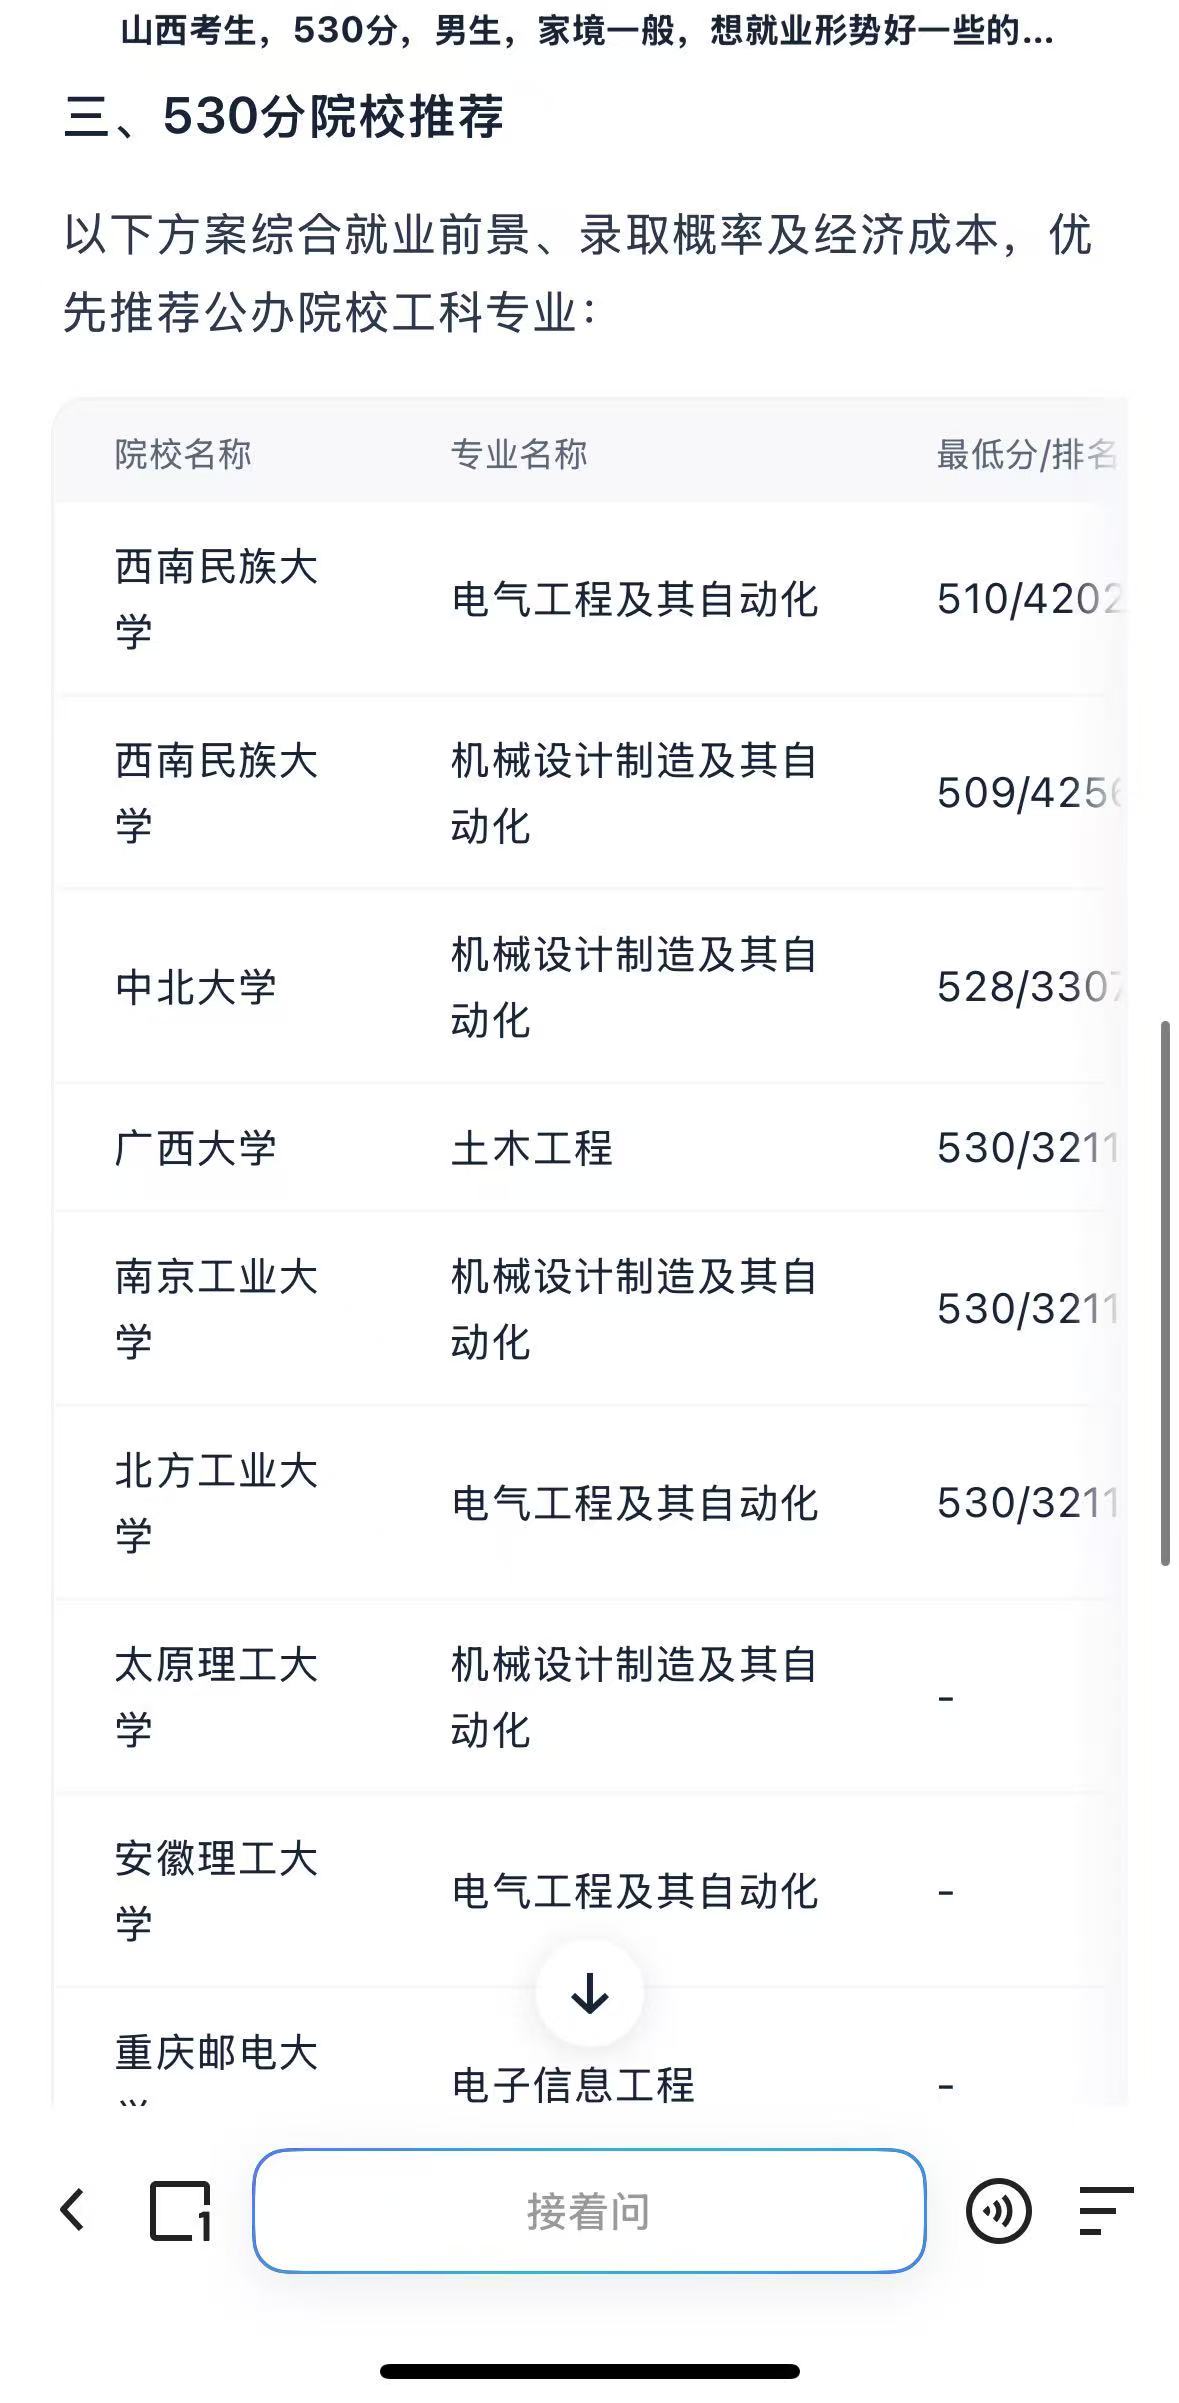 山西考生，530分，男生，家境一般，想就业形势好一些的...
三、530分院校推荐
以下方案综合就业前景、录取概率及经济成本，优
先推荐公办院校工科专业：
院校名称 专业名称 最低分/排名
西南民族大
学
电气工程及其自动化
510/4202
西南民族大
学
机械设计制造及其自
动化
509/4256
中北大学
机械设计制造及其自
动化
528/3307
广西大学 土木工程 530/3211
南京工业大
学
机械设计制造及其自
动化
530/3211
北方工业大
学
电气工程及其自动化
530/3211
太原理工大
学
机械设计制造及其自
动化
-
安徽理工大
学
电气工程及其自动化
-
重庆邮电大
电子信息工程
-
1
接着问